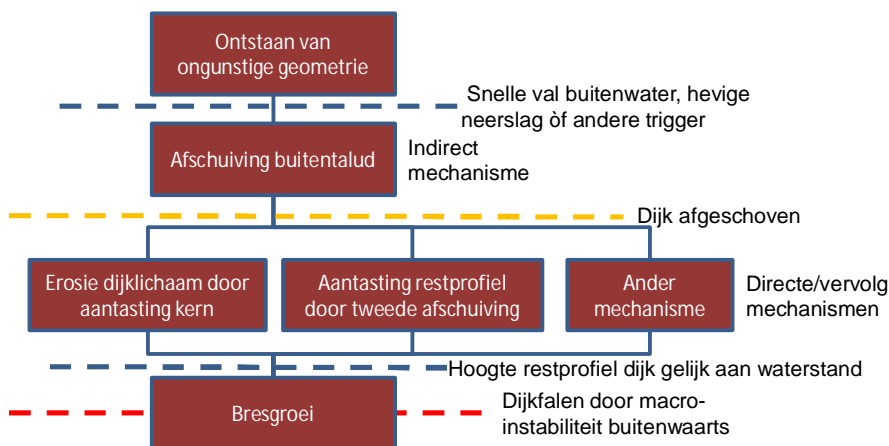 Ontstaan van
ongunstige geometrie
Snelle val buitenwater, hevige
neerslag òf andere trigger
Afschuiving buitentalud
Indirect
mechanisme
Dijk afgeschoven
Erosie dijklichaam door
aantasting kern
Aantasting restprofiel
door tweede afschuiving
Ander
mechanisme
Directe/vervolg
mechanismen
Hoogte restprofiel dijk gelijk aan waterstand
Bresgroei
Dijkfalen door macro-
instabiliteit buitenwaarts